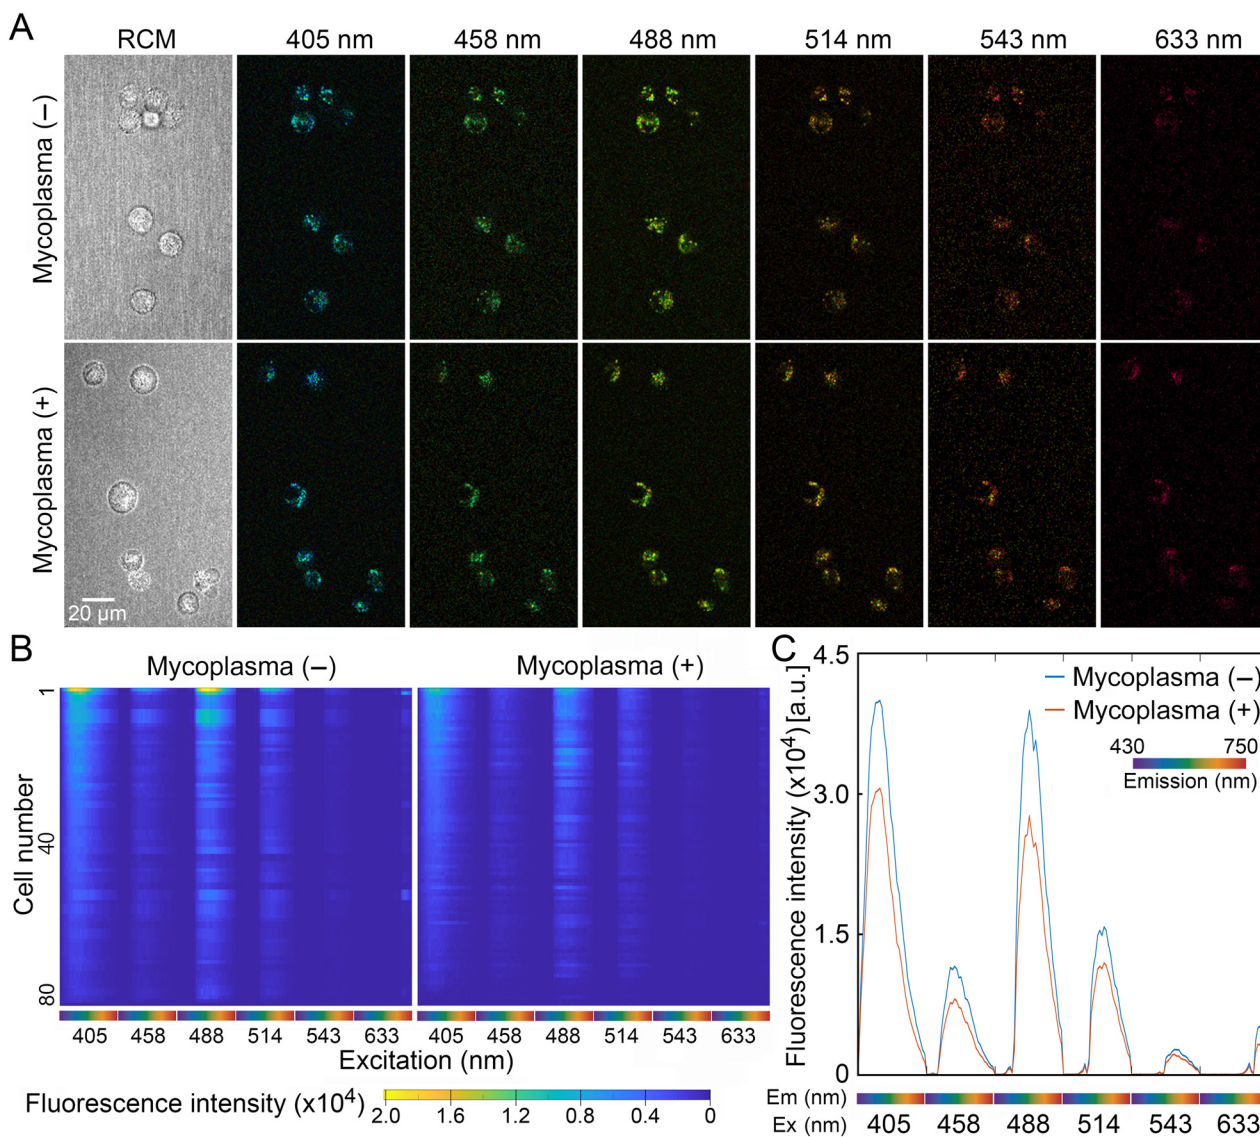 A
RCM 405 nm 458 nm 488 nm 514 nm 543 nm 633 nm
Mycoplasma (–)
Mycoplasma (+)
20 µm
B
Mycoplasma (–) Mycoplasma (+)
Cell number
1
40
80
405 458 488 514 543 633 405 458 488 514 543 633
Excitation (nm)
Fluorescence intensity (x10⁴)
2.0 1.6 1.2 0.8 0.4 0
C
Fluorescence intensity (x10⁴) [a.u.]
4.5
3.0
1.5
0
Mycoplasma (–)
Mycoplasma (+)
430 750
Emission (nm)
Em (nm)
Ex (nm) 405 458 488 514 543 633